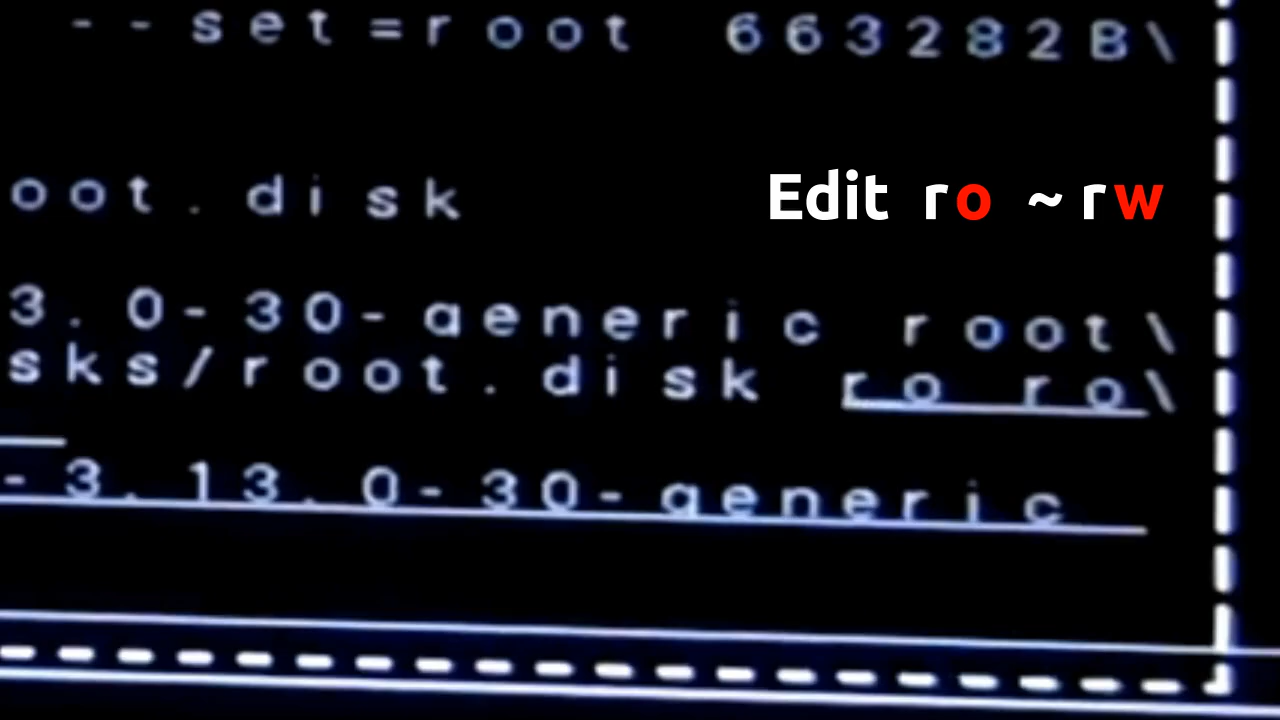 --set=root 663282B\
oot.disk
Edit ro ~ rw
3.0-30-generic root\
sks/root.disk ro ro\
-3.13.0-30-generic